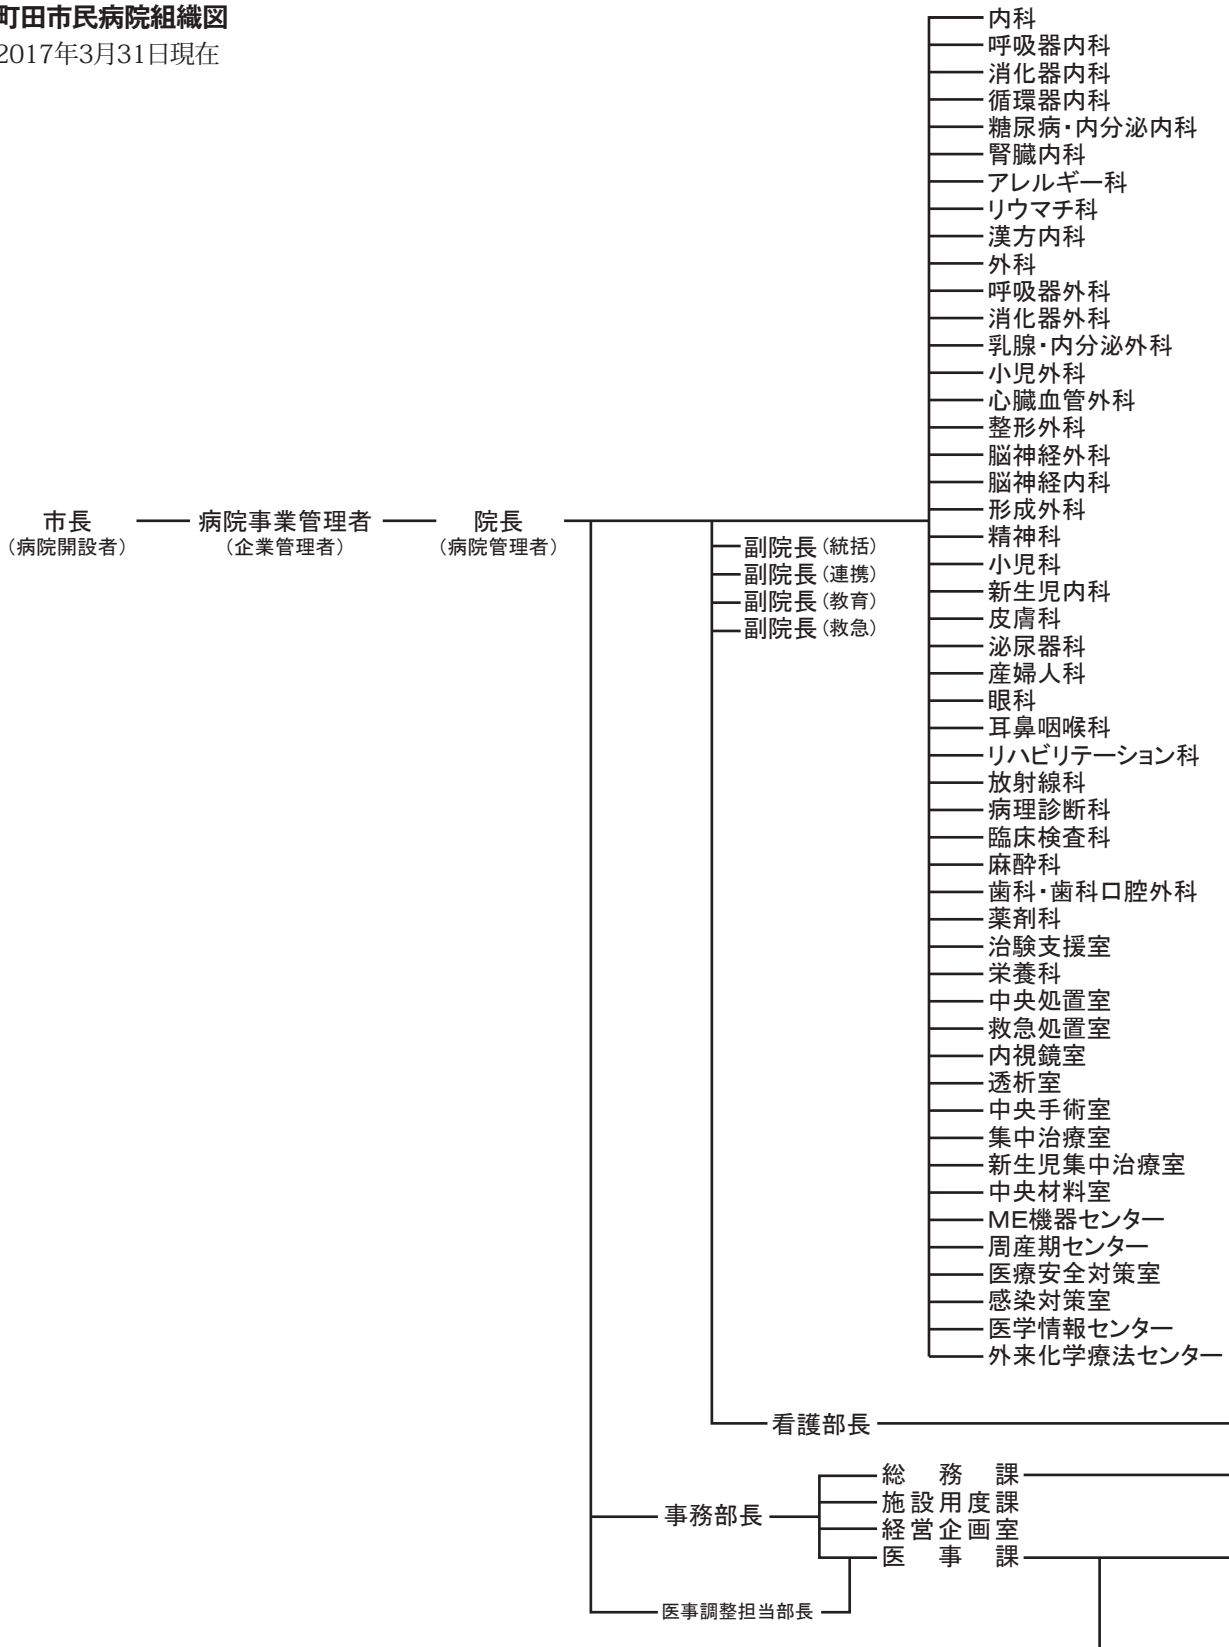 町田市民病院組織図
2017年3月31日現在
市長
(病院開設者)
病院事業管理者
(企業管理者)
院長
(病院管理者)
副院長(統括)
副院長(連携)
副院長(教育)
副院長(救急)
内科
呼吸器内科
消化器内科
循環器内科
糖尿病・内分泌内科
腎臓内科
アレルギー科
リウマチ科
漢方内科
外科
呼吸器外科
消化器外科
乳腺・内分泌外科
小児外科
心臓血管外科
整形外科
脳神経外科
脳神経内科
形成外科
精神科
小児科
新生児内科
皮膚科
泌尿器科
産婦人科
眼科
耳鼻咽喉科
リハビリテーション科
放射線科
病理診断科
臨床検査科
麻酔科
歯科・歯科口腔外科
薬剤科
治験支援室
栄養科
中央処置室
救急処置室
内視鏡室
透析室
中央手術室
集中治療室
新生児集中治療室
中央材料室
ME機器センター
周産期センター
医療安全対策室
感染対策室
医学情報センター
外来化学療法センター
看護部長
事務部長
総務課
施設用度課
経営企画室
医事課
医事調整担当部長